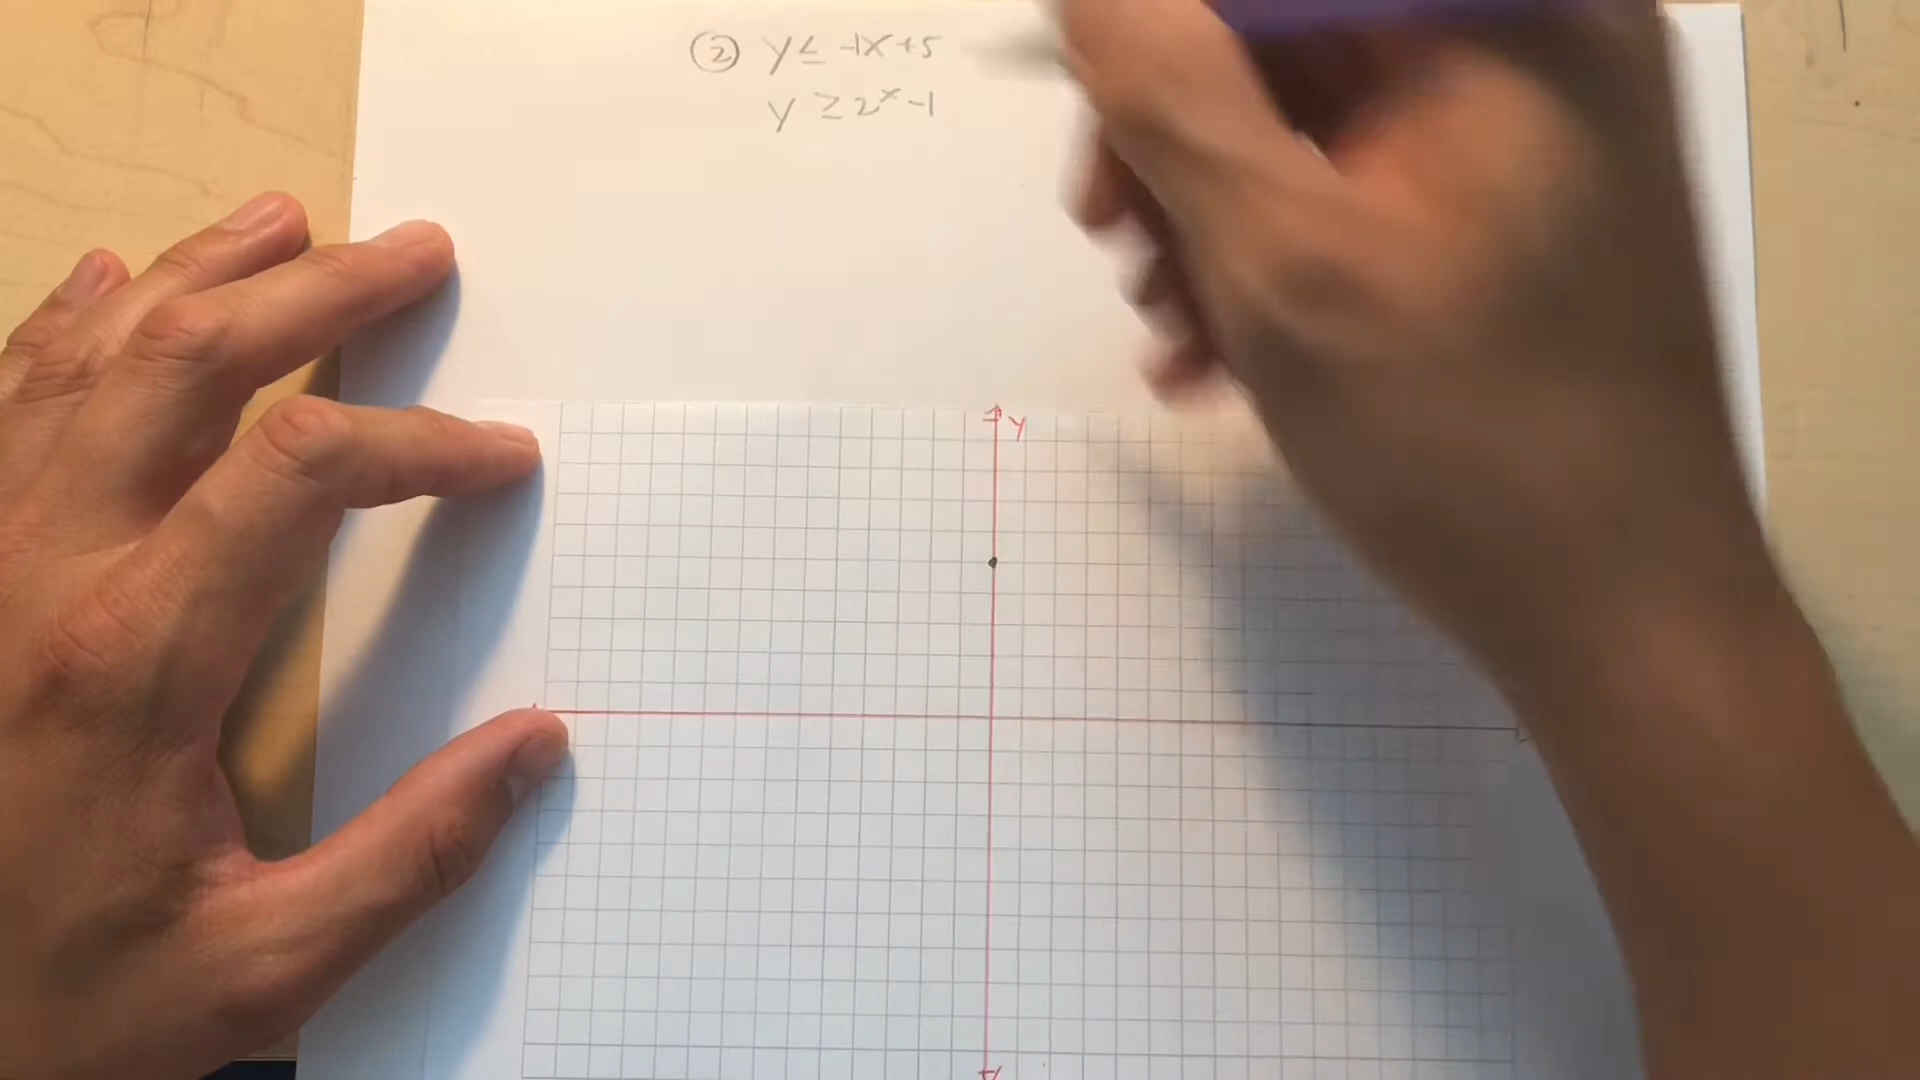 ② y ≤ -1x + 5
y ≥ 2ˣ - 1
y